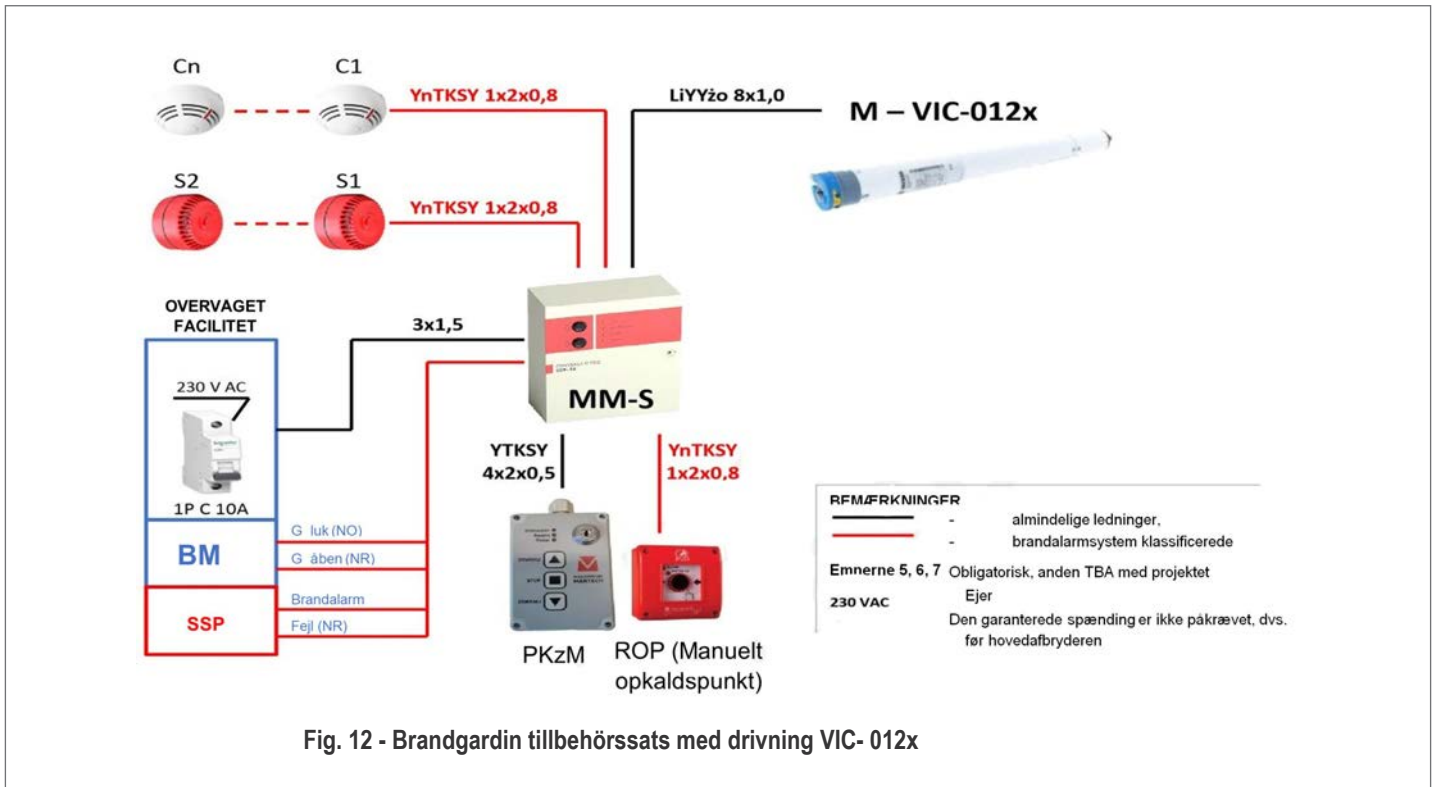 Cn
C1
YnTKSY 1x2x0,8
LiYYżo 8x1,0
M – VIC-012x
S2
S1
YnTKSY 1x2x0,8
OVERVAGET
FACILITET
3x1,5
230 V AC
MM-S
1P C 10A
YTKSY
4x2x0,5
YnTKSY
1x2x0,8
BM
G luk (NO)
G åben (NR)
SSP
Brandalarm
Fejl (NR)
STOP
PKzM
ROP (Manuelt
opkaldspunkt)
BEMÆRKNINGER
- almindelige ledninger,
- brandalarmsystem klassificerede
Emnerne 5, 6, 7 Obligatorisk, anden TBA med projektet
Ejer
230 VAC
Den garanterede spænding er ikke påkrævet, dvs.
før hovedafbryderen
Fig. 12 - Brandgardin tillbehörssats med drivning VIC- 012x